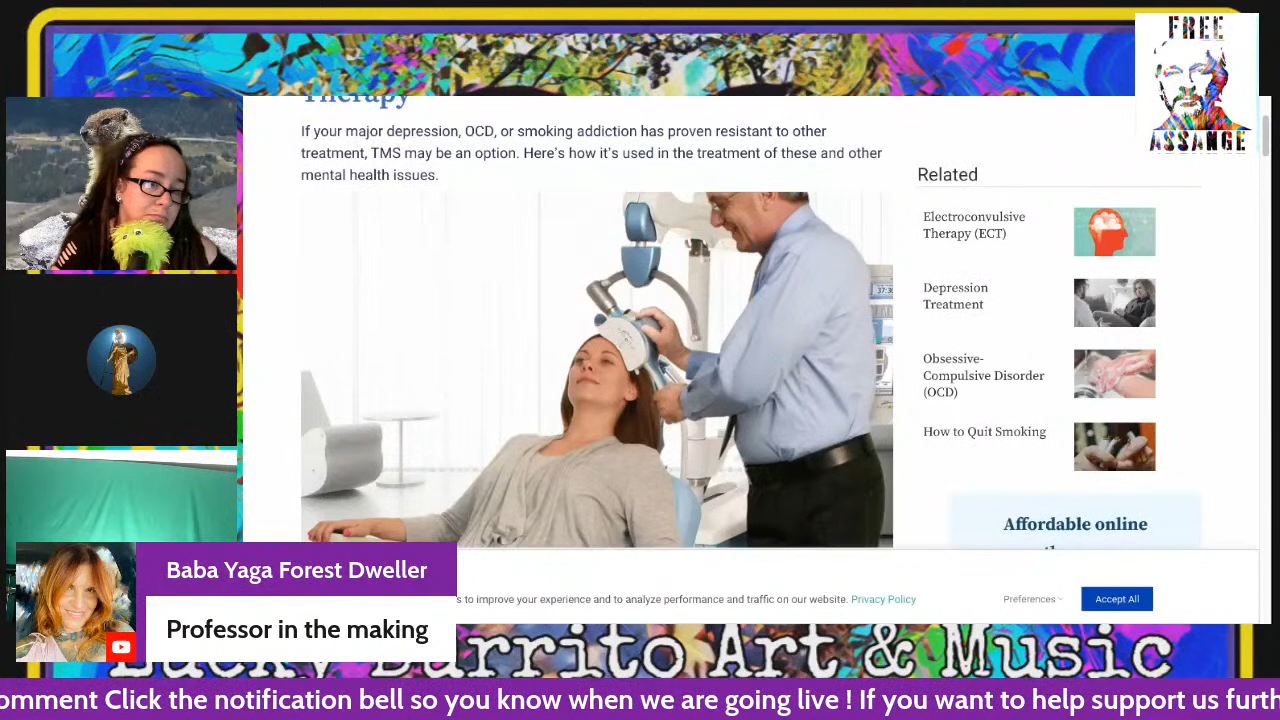 FREE
ASSANGE
Therapy
If your major depression, OCD, or smoking addiction has proven resistant to other
treatment, TMS may be an option. Here's how it's used in the treatment of these and other
mental health issues.
37:30
Related
Electroconvulsive
Therapy (ECT)
Depression
Treatment
Obsessive-
Compulsive Disorder
(OCD)
How to Quit Smoking
Affordable online
s to improve your experience and to analyze performance and traffic on our website. Privacy Policy
Preferences
Accept All
Baba Yaga Forest Dweller
Professor in the making
Lucky Barrito Art & Music
omment Click the notification bell so you know when we are going live ! If you want to help support us furth